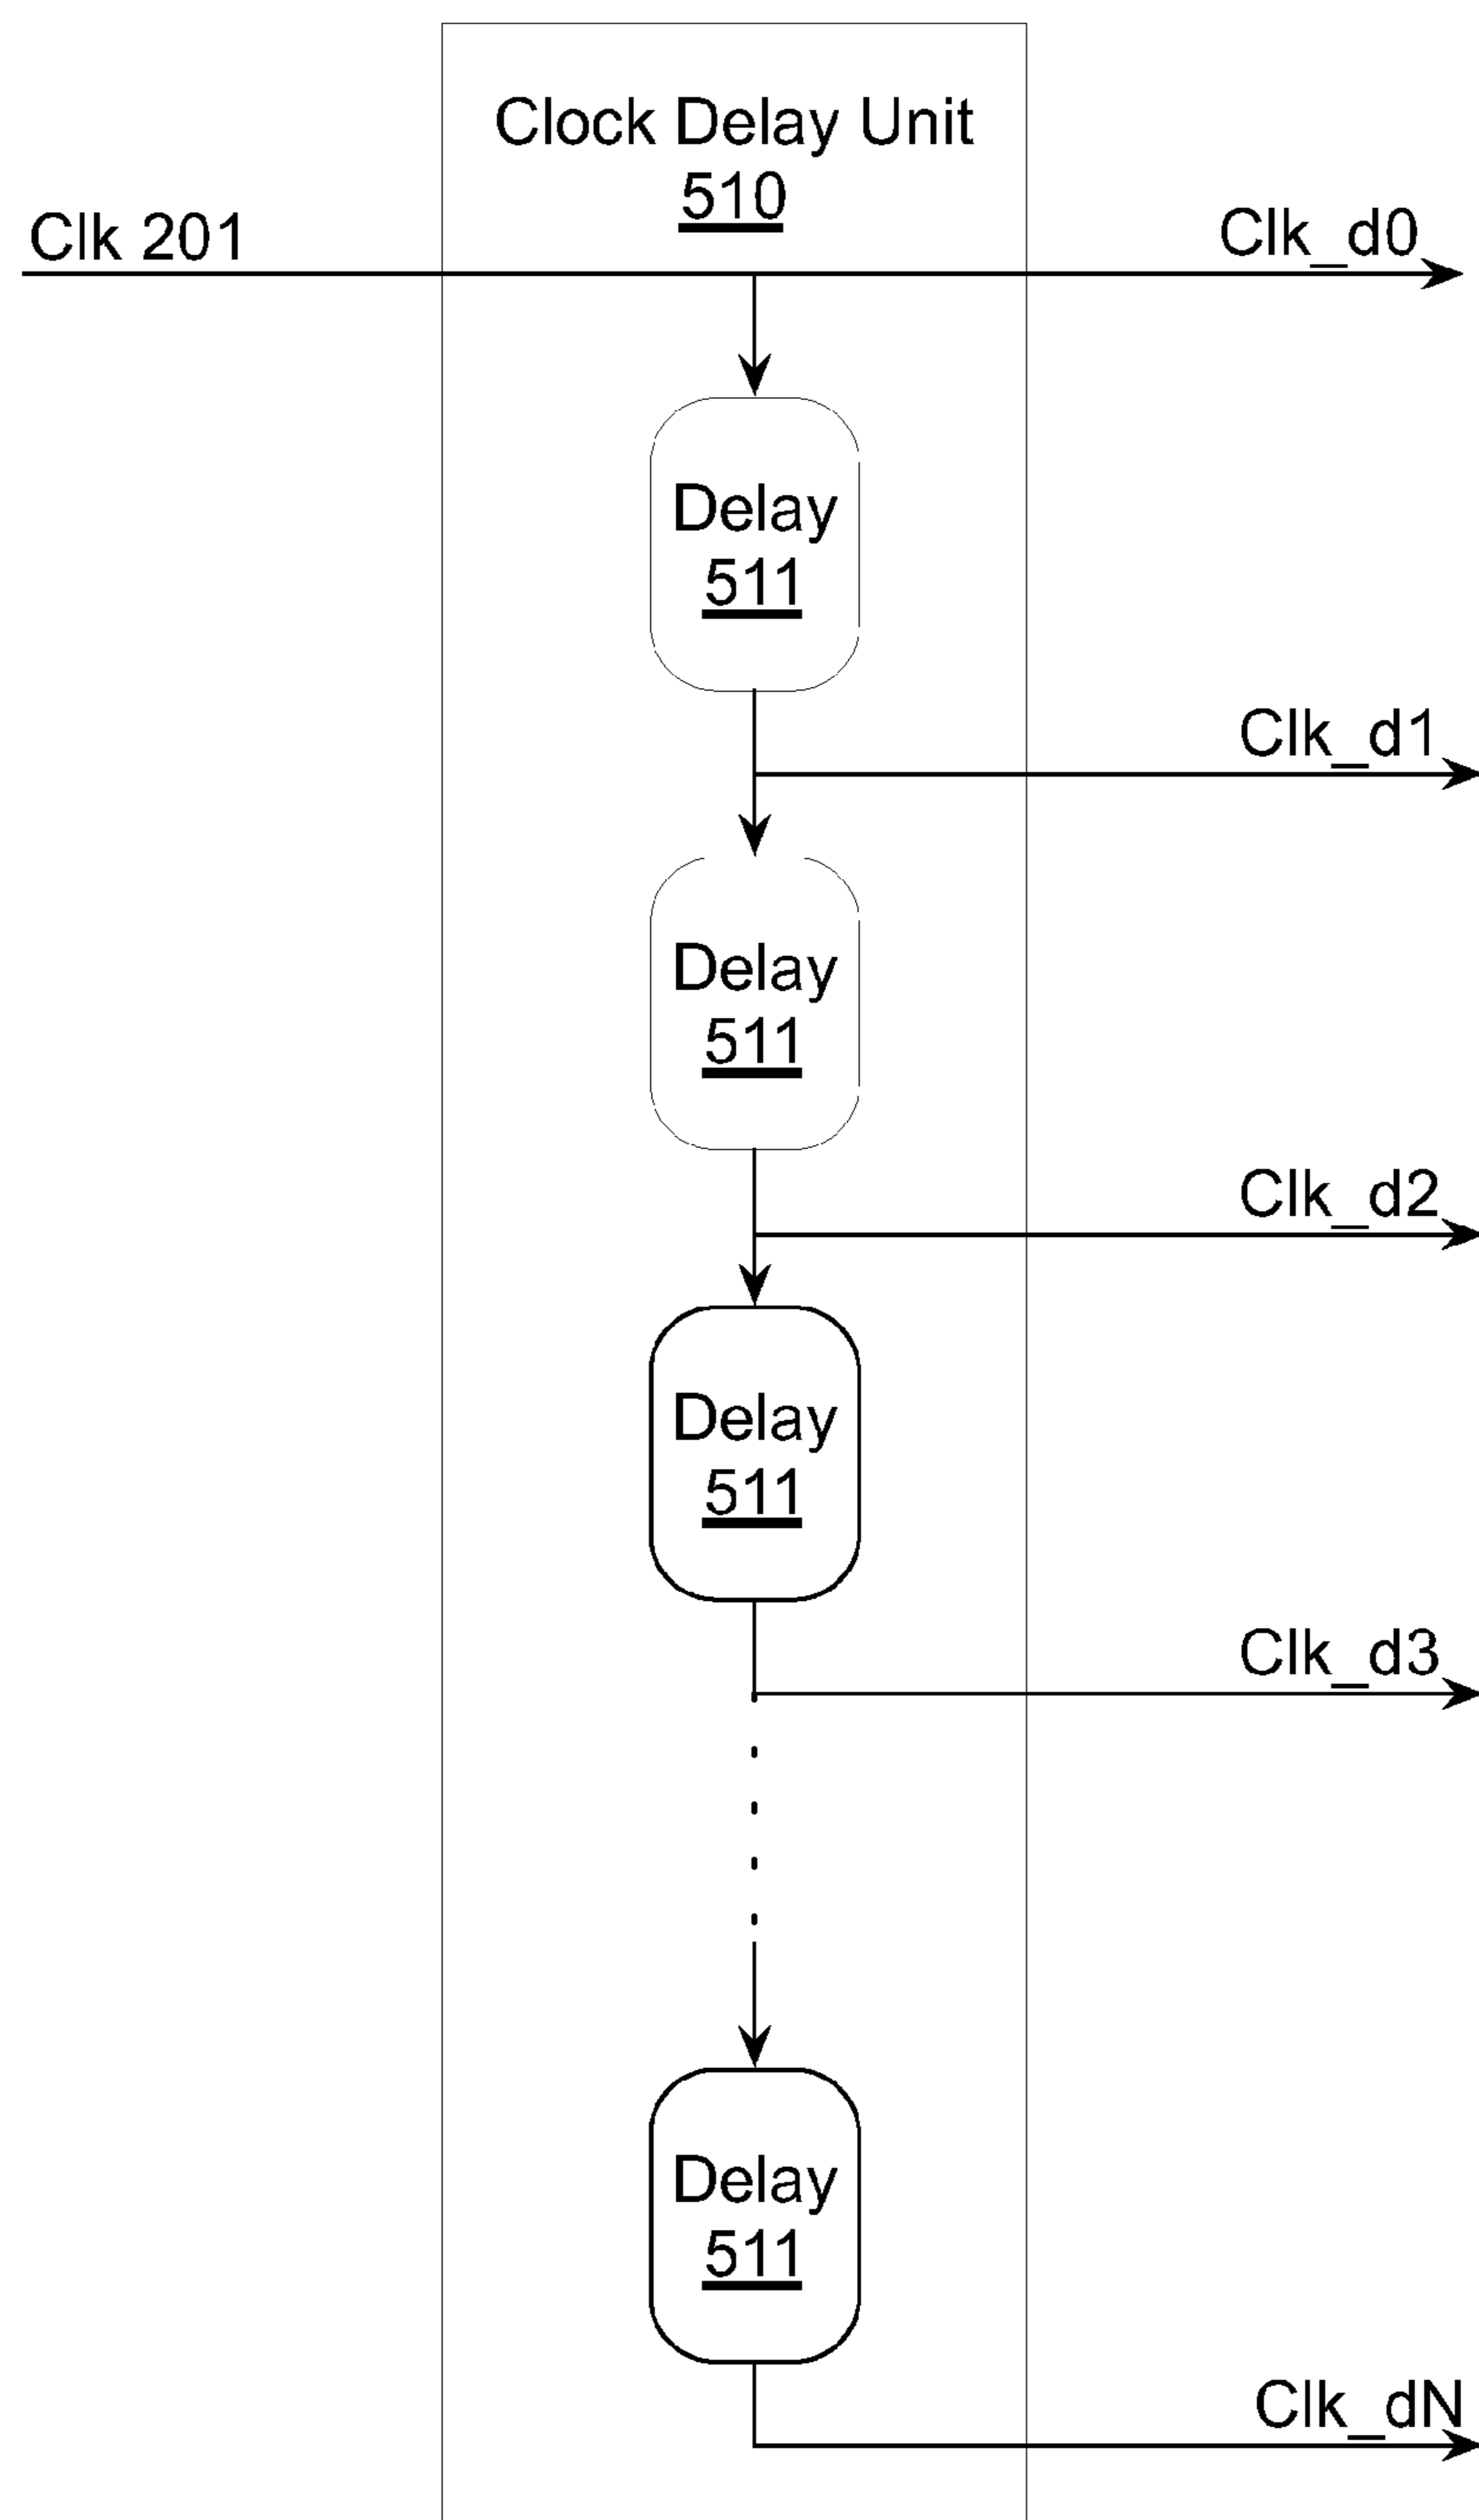 Clock Delay Unit
510
Clk 201
Clk_d0
Delay
511
Clk_d1
Delay
511
Clk_d2
Delay
511
Clk_d3
Delay
511
Clk_dN